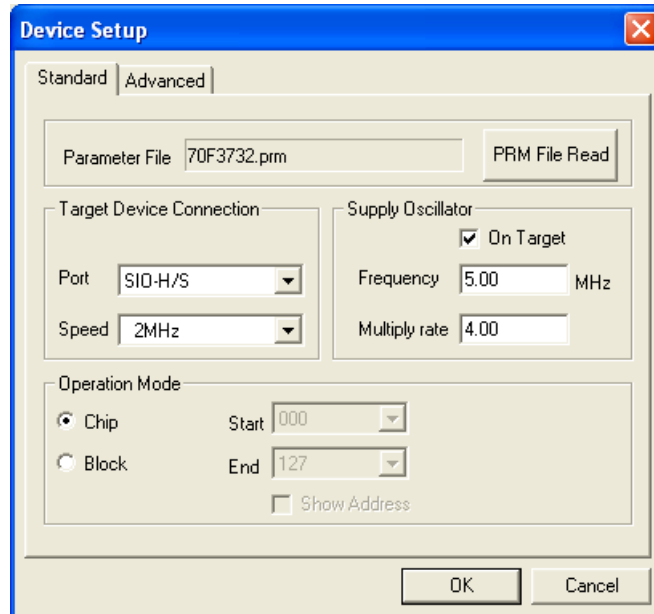 Device Setup
Standard Advanced
Parameter File 70F3732.prm PRM File Read
Target Device Connection
Port SIO-H/S
Speed 2MHz
Supply Oscillator
On Target
Frequency 5.00 MHz
Multiply rate 4.00
Operation Mode
Chip Start 000
Block End 127
Show Address
OK Cancel